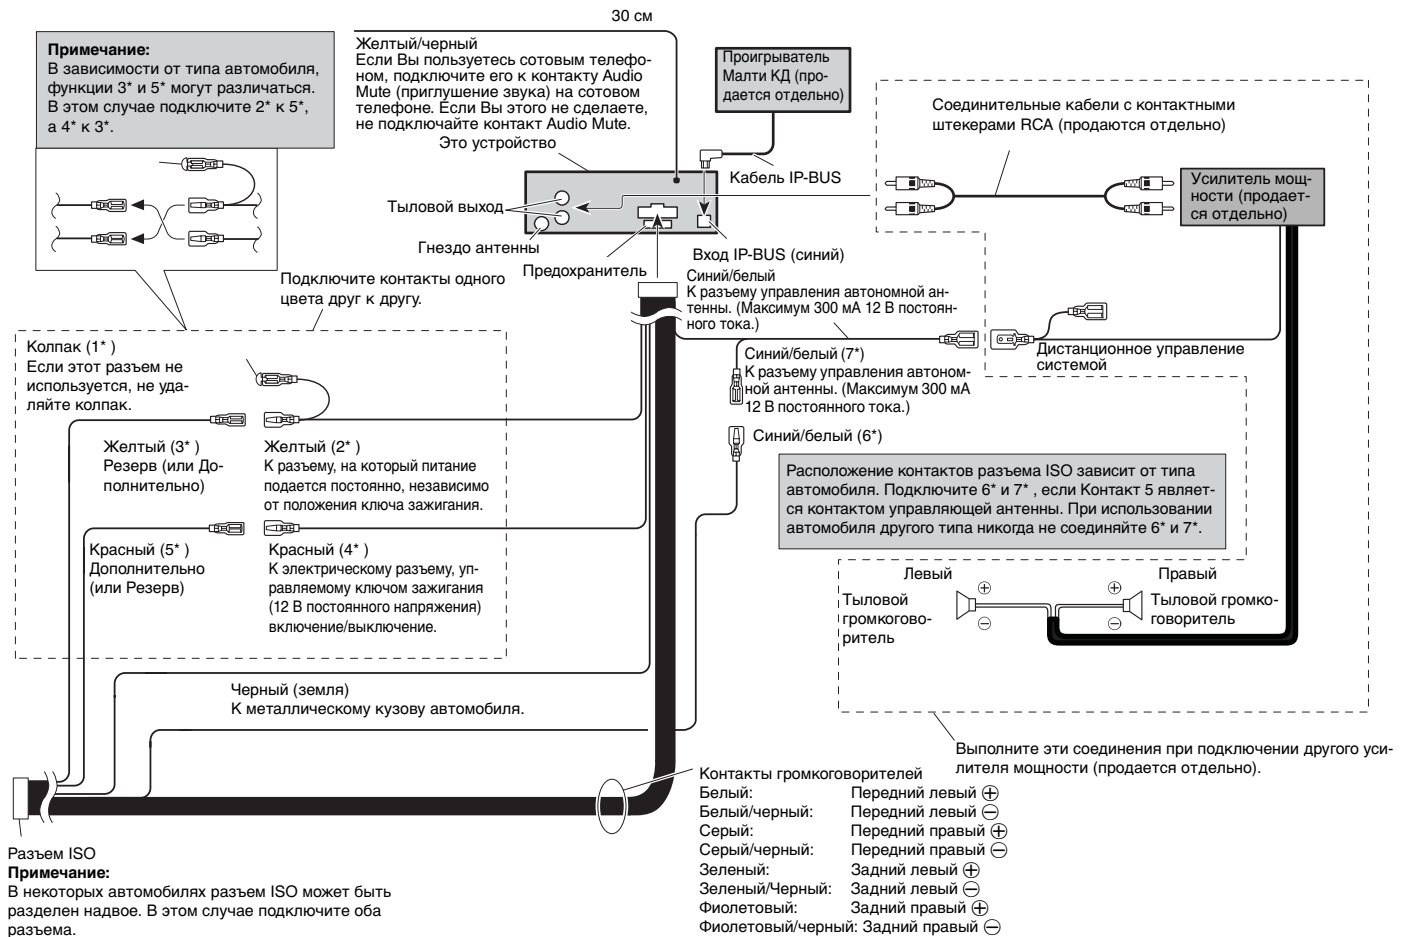 30 см
Примечание:
В зависимости от типа автомобиля,
функции 3* и 5* могут различаться.
В этом случае подключите 2* к 5*,
а 4* к 3*.
Желтый/черный
Если Вы пользуетесь сотовым телефо-
ном, подключите его к контакту Audio
Mute (приглушение звука) на сотовом
телефоне. Если Вы этого не сделаете,
не подключайте контакт Audio Mute.
Это устройство
Проигрыватель
Малти КД (про-
дается отдельно)
Кабель IP-BUS
Соединительные кабели с контактными
штекерами RCA (продаются отдельно)
Усилитель мощ-
ности (продает-
ся отдельно)
Тыловой выход
Гнездо антенны
Предохранитель
Вход IP-BUS (синий)
Синий/белый
К разъему управления автономной ан-
тенны. (Максимум 300 мА 12 В постоян-
ного тока.)
Подключите контакты одного
цвета друг к другу.
Колпак (1* )
Если этот разъем не
используется, не уда-
ляйте колпак.
Синий/белый (7*)
К разъему управления автоном-
ной антенны. (Максимум 300 мА
12 В постоянного тока.)
Дистанционное управление
системой
Желтый (3* )
Резерв (или До-
полнительно)
Желтый (2* )
К разъему, на который питание
подается постоянно, независимо
от положения ключа зажигания.
Синий/белый (6*)
Расположение контактов разъема ISO зависит от типа
автомобиля. Подключите 6* и 7* , если Контакт 5 являет-
ся контактом управляющей антенны. При использовании
автомобиля другого типа никогда не соединяйте 6* и 7*.
Красный (5* )
Дополнительно
(или Резерв)
Красный (4* )
К электрическому разъему, уп-
равляемому ключом зажигания
(12 В постоянного напряжения)
включение/выключение.
Левый
Правый
Тыловой
громкогово-
ритель
⊕
⊖
⊕
⊖
Тыловой громко-
говоритель
Черный (земля)
К металлическому кузову автомобиля.
Выполните эти соединения при подключении другого уси-
лителя мощности (продается отдельно).
Контакты громкоговорителей
Белый: Передний левый ⊕
Белый/черный: Передний левый ⊖
Серый: Передний правый ⊕
Серый/черный: Передний правый ⊖
Зеленый: Задний левый ⊕
Зеленый/Черный: Задний левый ⊖
Фиолетовый: Задний правый ⊕
Фиолетовый/черный: Задний правый ⊖
Разъем ISO
Примечание:
В некоторых автомобилях разъем ISO может быть
разделен надвое. В этом случае подключите оба
разъема.